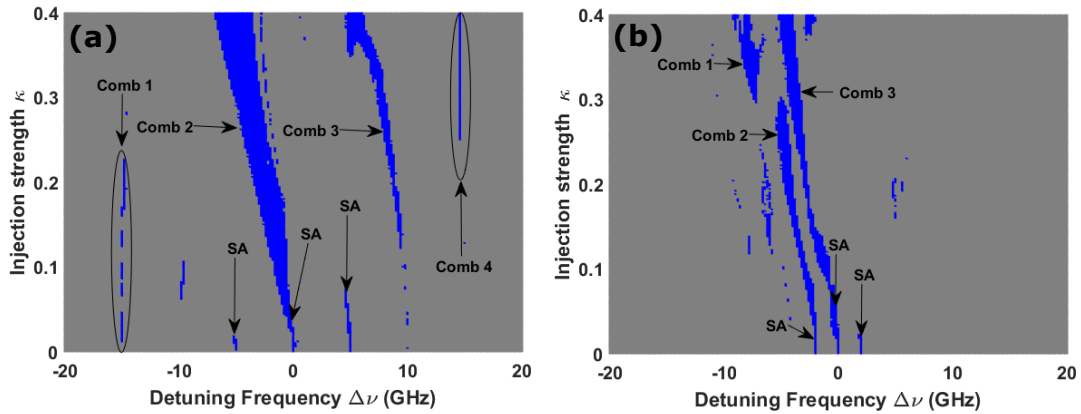 (a)
0.4
0.3
0.2
0.1
0
Injection strength κ
Comb 1
Comb 2
Comb 3
Comb 4
SA
SA
SA
-20
-10
0
10
20
Detuning Frequency Δν (GHz)
(b)
0.4
0.3
0.2
0.1
0
Injection strength κ
Comb 1
Comb 2
Comb 3
SA
SA
SA
-20
-10
0
10
20
Detuning Frequency Δν (GHz)